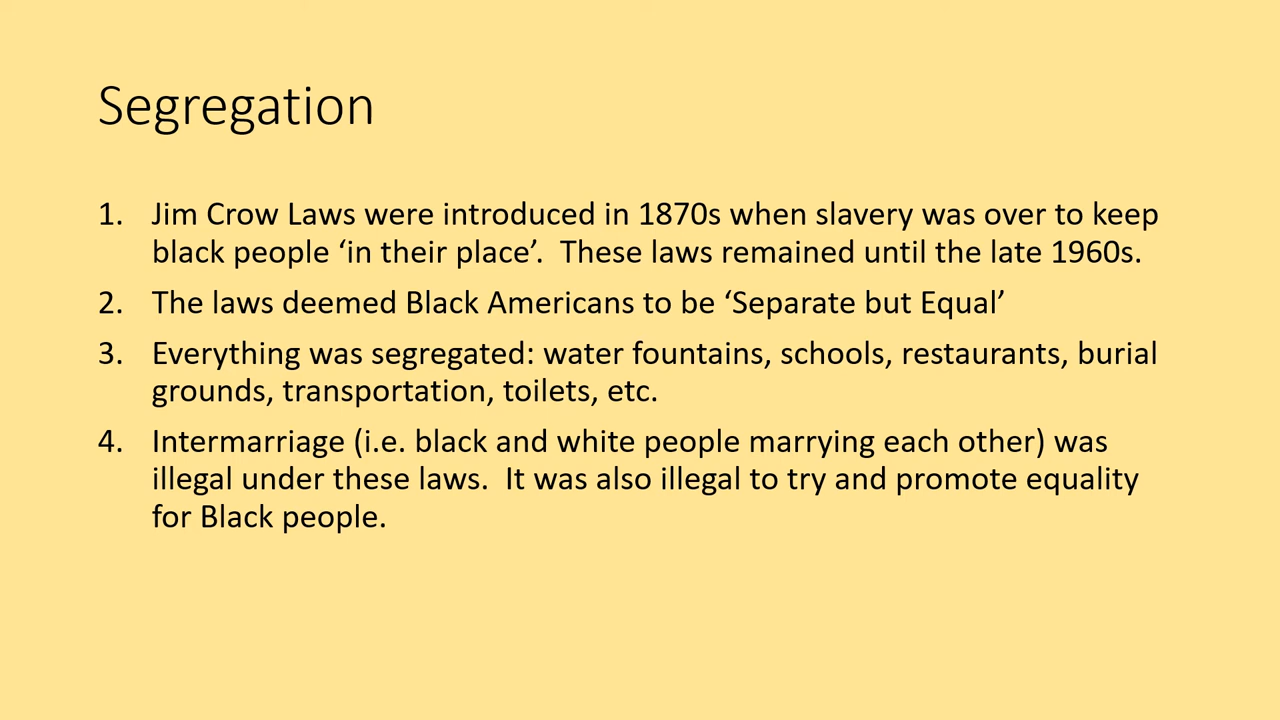 Segregation
1. Jim Crow Laws were introduced in 1870s when slavery was over to keep
black people ‘in their place’.  These laws remained until the late 1960s.
2. The laws deemed Black Americans to be ‘Separate but Equal’
3. Everything was segregated: water fountains, schools, restaurants, burial
grounds, transportation, toilets, etc.
4. Intermarriage (i.e. black and white people marrying each other) was
illegal under these laws.  It was also illegal to try and promote equality
for Black people.